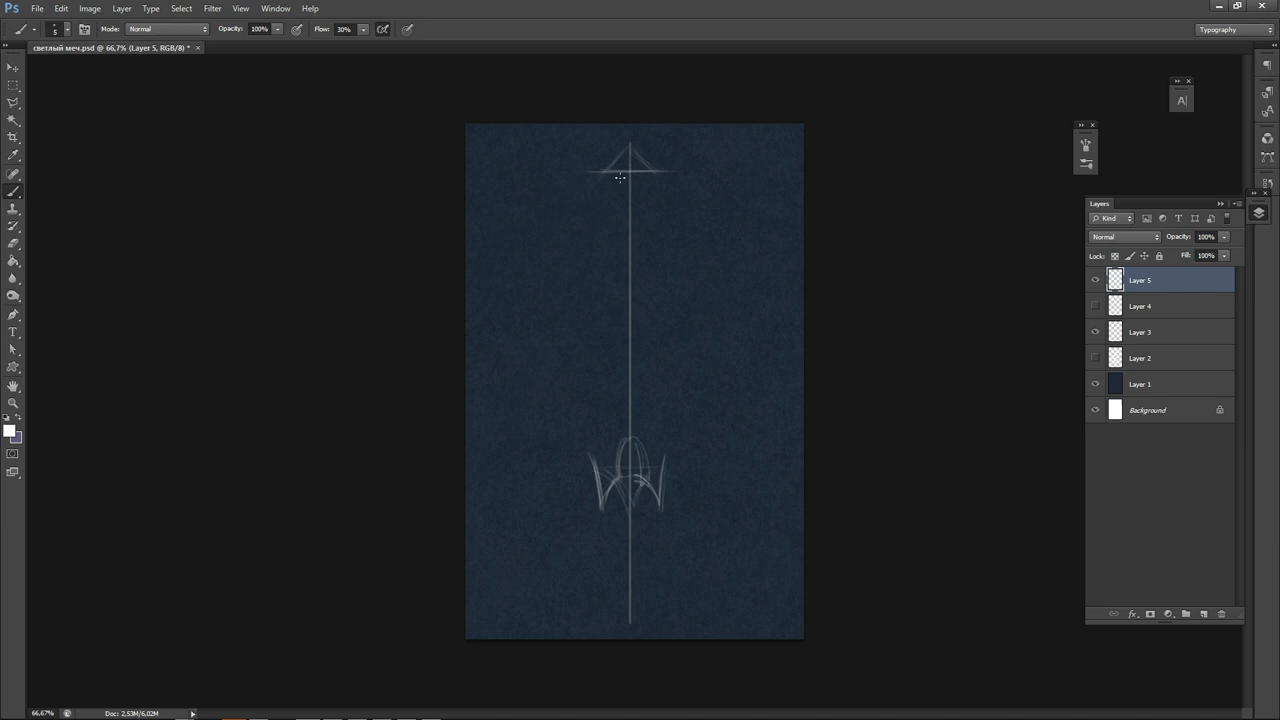 Ps File Edit Image Layer Type Select Filter View Window Help
5 Mode: Normal Opacity: 100% Flow: 30% Typography
светлый меч.psd @ 66,7% (Layer 5, RGB/8) * ×
A|
Layers
Kind T
Normal Opacity: 100%
Lock: Fill: 100%
Layer 5
Layer 4
Layer 3
Layer 2
Layer 1
Background
fx
66,67% Doc: 2,53M/6,02M